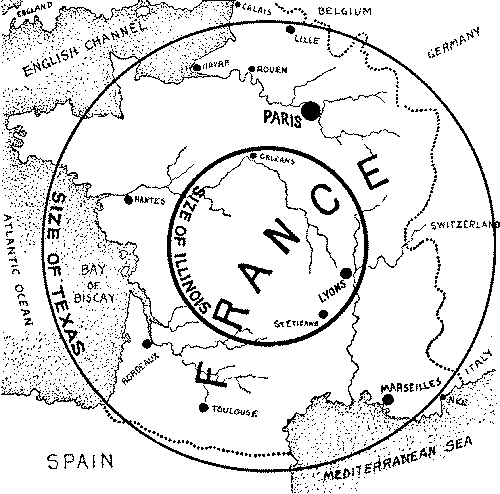 ENGLAND
CALAIS
BELGIUM
ENGLISH CHANNEL
LILLE
GERMANY
HAVRE
ROUEN
PARIS
ORLEANS
FRANCE
NANTES
SIZE OF ILLINOIS
SIZE OF TEXAS
SWITZERLAND
ATLANTIC OCEAN
BAY
OF
BISCAY
LYONS
ST ETIENNE
BORDEAUX
ITALY
MARSEILLES
NICE
TOULOUSE
SPAIN
MEDITERRANEAN SEA